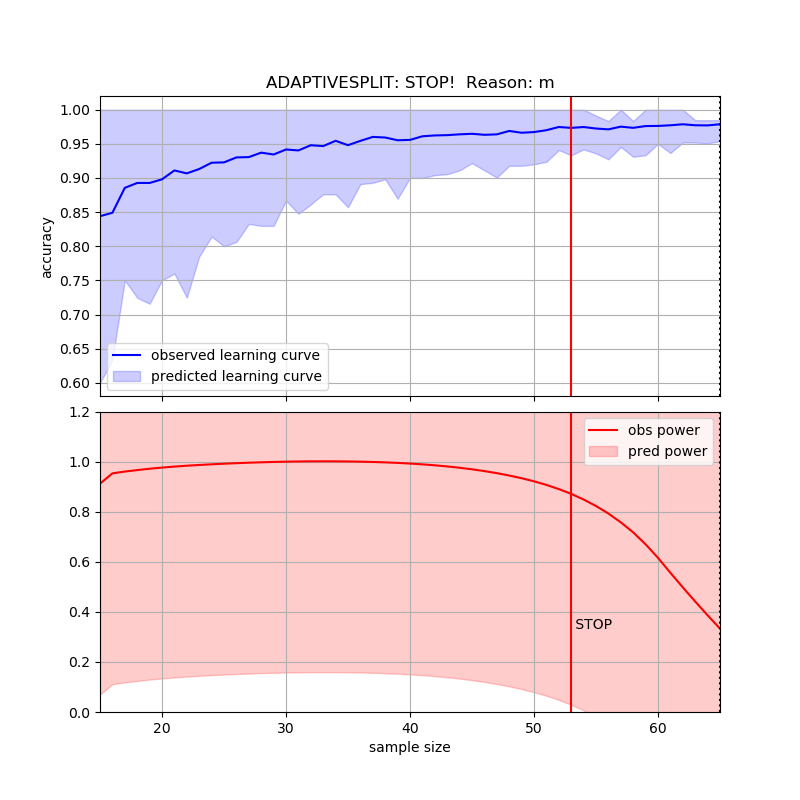 ADAPTIVESPLIT: STOP!  Reason: m
1.00
0.95
0.90
0.85
0.80
0.75
0.70
0.65
0.60
accuracy
observed learning curve
predicted learning curve
1.2
1.0
0.8
0.6
0.4
0.2
0.0
obs power
pred power
STOP
20 30 40 50 60
sample size